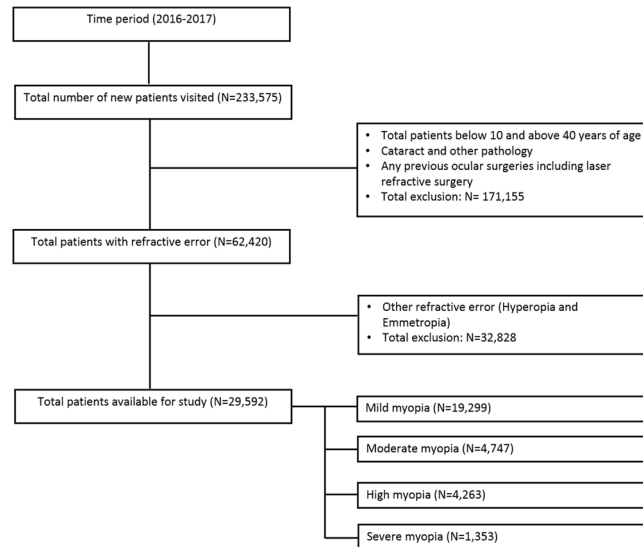 Time period (2016-2017)
Total number of new patients visited (N=233,575)
• Total patients below 10 and above 40 years of age
• Cataract and other pathology
• Any previous ocular surgeries including laser
refractive surgery
• Total exclusion: N= 171,155
Total patients with refractive error (N=62,420)
• Other refractive error (Hyperopia and
Emmetropia)
• Total exclusion: N=32,828
Total patients available for study (N=29,592)
Mild myopia (N=19,299)
Moderate myopia (N=4,747)
High myopia (N=4,263)
Severe myopia (N=1,353)